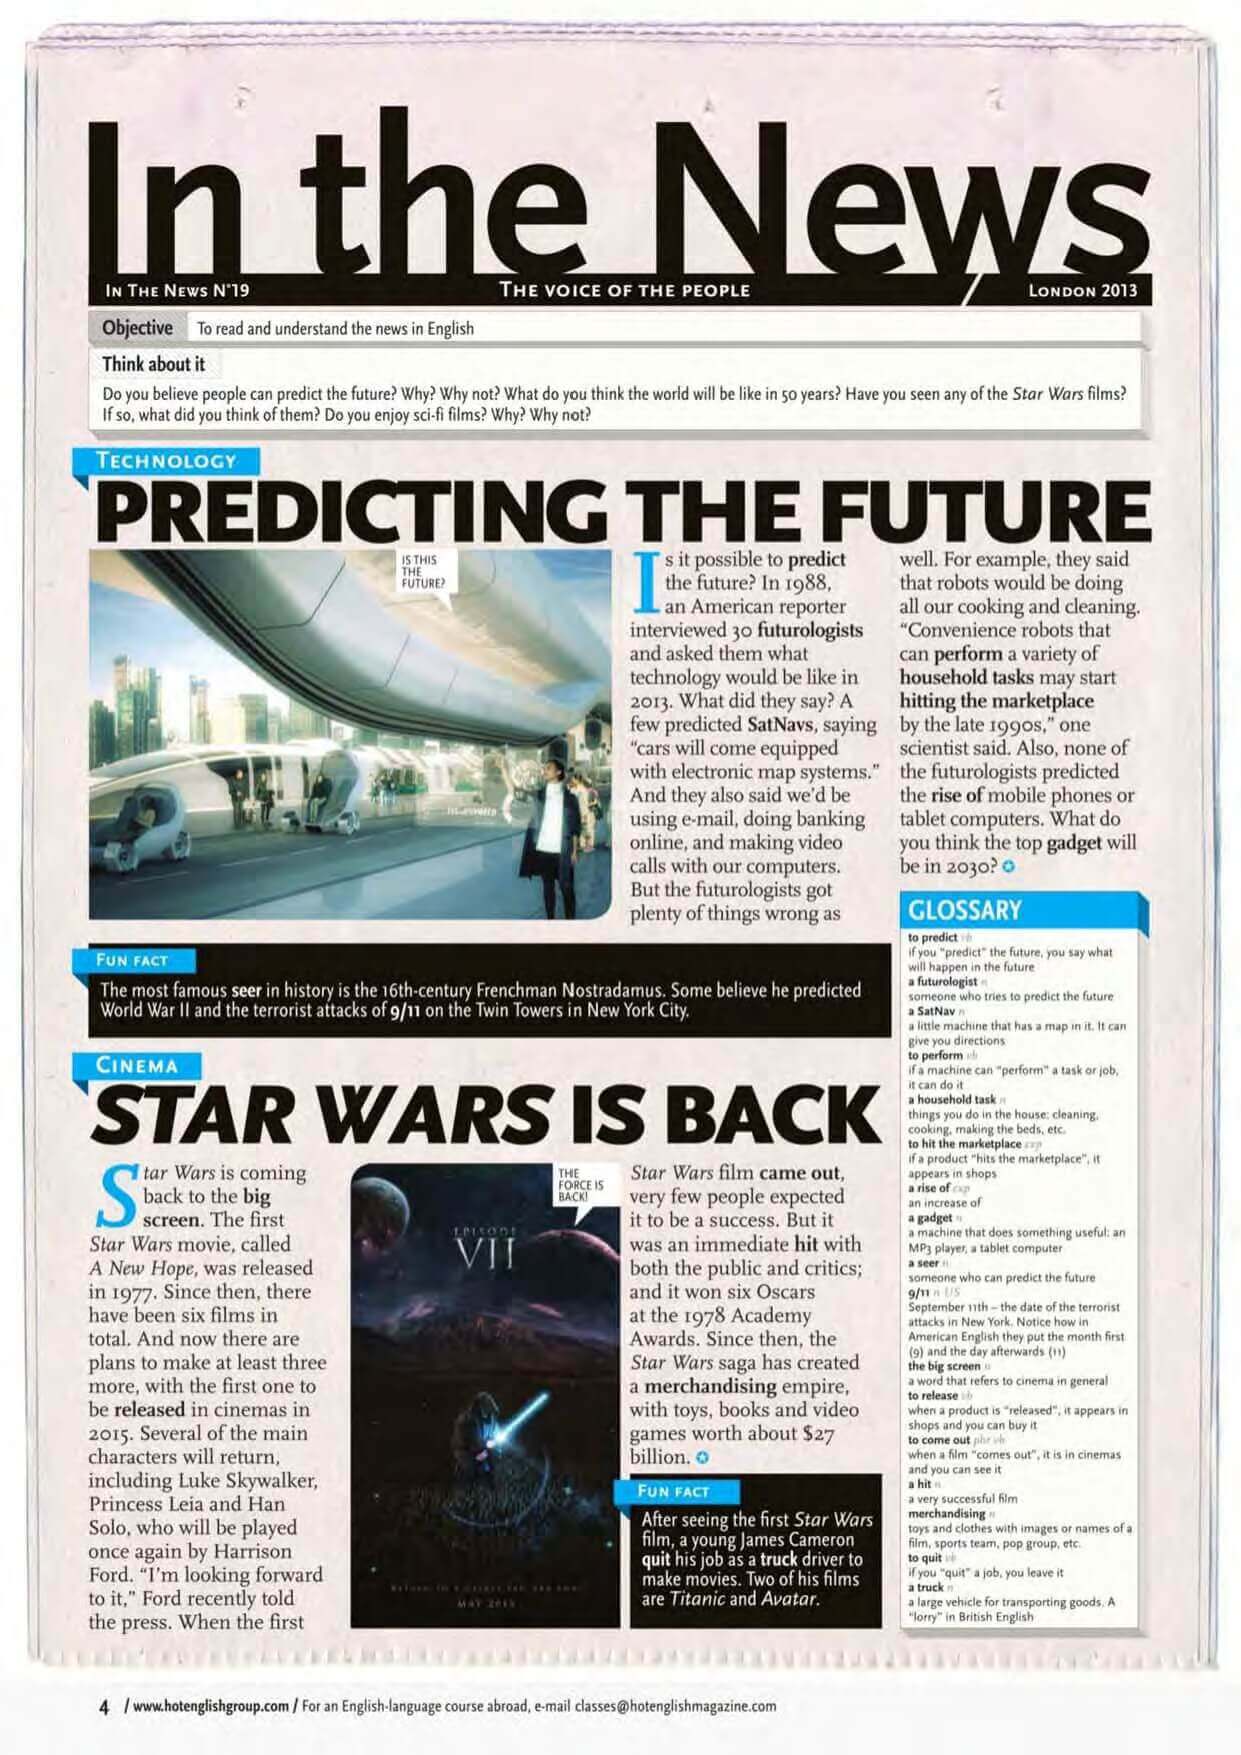 In the News
IN THE NEWS N°19
THE VOICE OF THE PEOPLE
LONDON 2013
Objective
To read and understand the news in English
Think about it
Do you believe people can predict the future? Why? Why not? What do you think the world will be like in 50 years? Have you seen any of the Star Wars films?
If so, what did you think of them? Do you enjoy sci-fi films? Why? Why not?
TECHNOLOGY
PREDICTING THE FUTURE
IS THIS
THE
FUTURE?
Is it possible to predict
the future? In 1988,
an American reporter
interviewed 30 futurologists
and asked them what
technology would be like in
2013. What did they say? A
few predicted SatNavs, saying
“cars will come equipped
with electronic map systems.”
And they also said we’d be
using e-mail, doing banking
online, and making video
calls with our computers.
But the futurologists got
plenty of things wrong as
well. For example, they said
that robots would be doing
all our cooking and cleaning.
“Convenience robots that
can perform a variety of
household tasks may start
hitting the marketplace
by the late 1990s,” one
scientist said. Also, none of
the futurologists predicted
the rise of mobile phones or
tablet computers. What do
you think the top gadget will
be in 2030?
FUN FACT
The most famous seer in history is the 16th-century Frenchman Nostradamus. Some believe he predicted
World War II and the terrorist attacks of 9/11 on the Twin Towers in New York City.
CINEMA
STAR WARS IS BACK
Star Wars is coming
back to the big
screen. The first
Star Wars movie, called
A New Hope, was released
in 1977. Since then, there
have been six films in
total. And now there are
plans to make at least three
more, with the first one to
be released in cinemas in
2015. Several of the main
characters will return,
including Luke Skywalker,
Princess Leia and Han
Solo, who will be played
once again by Harrison
Ford. “I’m looking forward
to it,” Ford recently told
the press. When the first
THE
FORCE IS
BACK!
EPISODE
VII
MAY 2015
Star Wars film came out,
very few people expected
it to be a success. But it
was an immediate hit with
both the public and critics;
and it won six Oscars
at the 1978 Academy
Awards. Since then, the
Star Wars saga has created
a merchandising empire,
with toys, books and video
games worth about $27
billion.
FUN FACT
After seeing the first Star Wars
film, a young James Cameron
quit his job as a truck driver to
make movies. Two of his films
are Titanic and Avatar.
GLOSSARY
to predict vb
if you “predict” the future, you say what
will happen in the future
a futurologist n
someone who tries to predict the future
a SatNav n
a little machine that has a map in it. It can
give you directions
to perform vb
if a machine can “perform” a task or job,
it can do it
a household task n
things you do in the house: cleaning,
cooking, making the beds, etc.
to hit the marketplace exp
if a product “hits the marketplace”, it
appears in shops
a rise of exp
an increase of
a gadget n
a machine that does something useful: an
MP3 player, a tablet computer
a seer n
someone who can predict the future
9/11 n US
September 11th – the date of the terrorist
attacks in New York. Notice how in
American English they put the month first
(9) and the day afterwards (11)
the big screen n
a word that refers to cinema in general
to release vb
when a product is “released”, it appears in
shops and you can buy it
to come out phr vb
when a film “comes out”, it is in cinemas
and you can see it
a hit n
a very successful film
merchandising n
toys and clothes with images or names of a
film, sports team, pop group, etc.
to quit vb
if you “quit” a job, you leave it
a truck n
a large vehicle for transporting goods. A
“lorry” in British English
4 / www.hotenglishgroup.com / For an English-language course abroad, e-mail classes@hotenglishmagazine.com